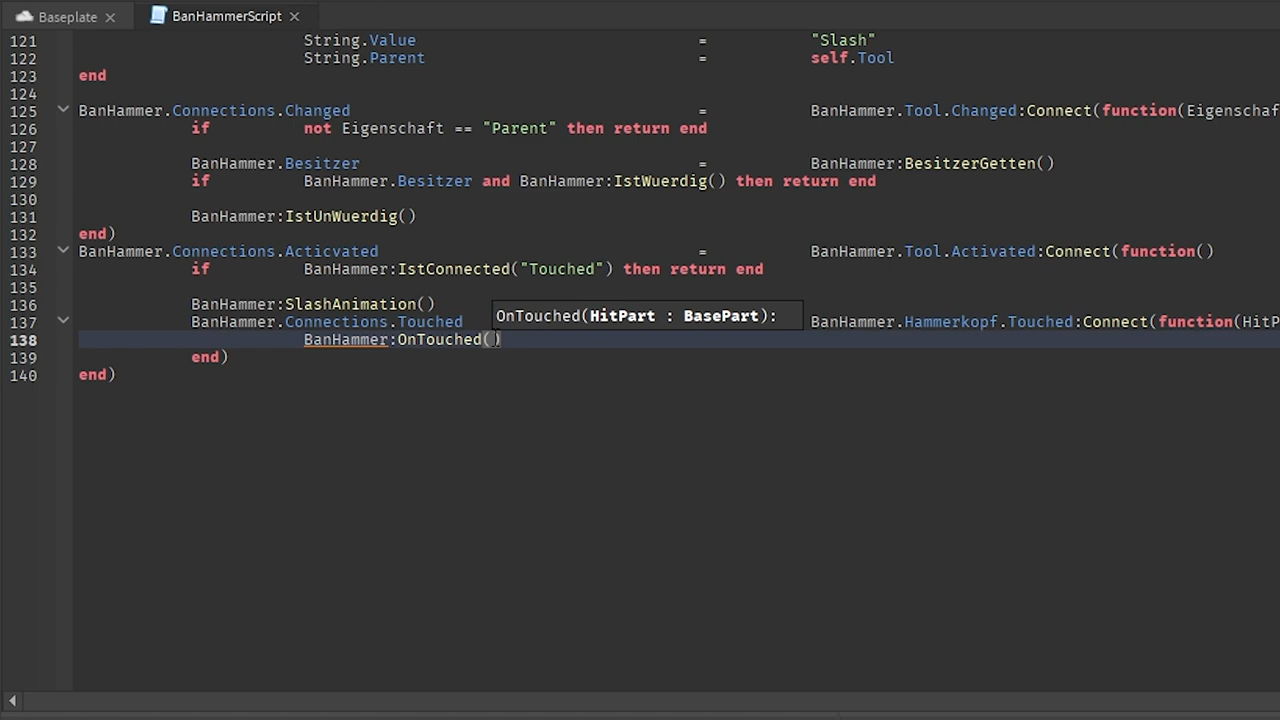 Baseplate BanHammerScript
121 String.Value = "Slash"
122 String.Parent = self.Tool
123 end
124
125 BanHammer.Connections.Changed = BanHammer.Tool.Changed:Connect(function(Eigenschaf
126 if not Eigenschaft == "Parent" then return end
127
128 BanHammer.Besitzer = BanHammer:BesitzerGetten()
129 if BanHammer.Besitzer and BanHammer:IstWuerdig() then return end
130
131 BanHammer:IstUnWuerdig()
132 end)
133 BanHammer.Connections.Acticvated = BanHammer.Tool.Activated:Connect(function()
134 if BanHammer:IstConnected("Touched") then return end
135
136 BanHammer:SlashAnimation()
OnTouched(HitPart : BasePart):
137 BanHammer.Connections.Touched BanHammer.Hammerkopf.Touched:Connect(function(HitP
138 BanHammer:OnTouched()
139 end)
140 end)